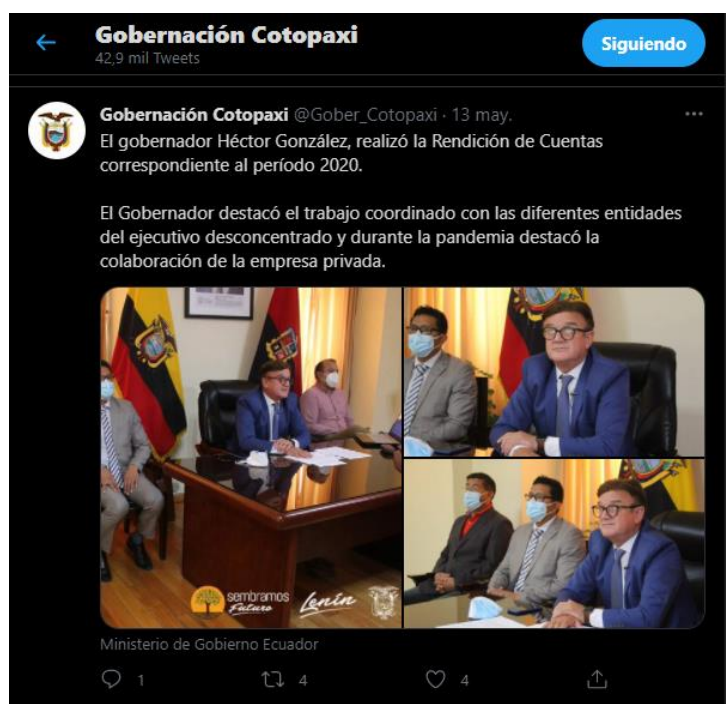 Gobernación Cotopaxi
42,9 mil Tweets
Siguiendo
Gobernación Cotopaxi @Gober_Cotopaxi · 13 may.
El gobernador Héctor González, realizó la Rendición de Cuentas
correspondiente al período 2020.
El Gobernador destacó el trabajo coordinado con las diferentes entidades
del ejecutivo desconcentrado y durante la pandemia destacó la
colaboración de la empresa privada.
sembramos
Futuro
Lenín
Ministerio de Gobierno Ecuador
1
4
4